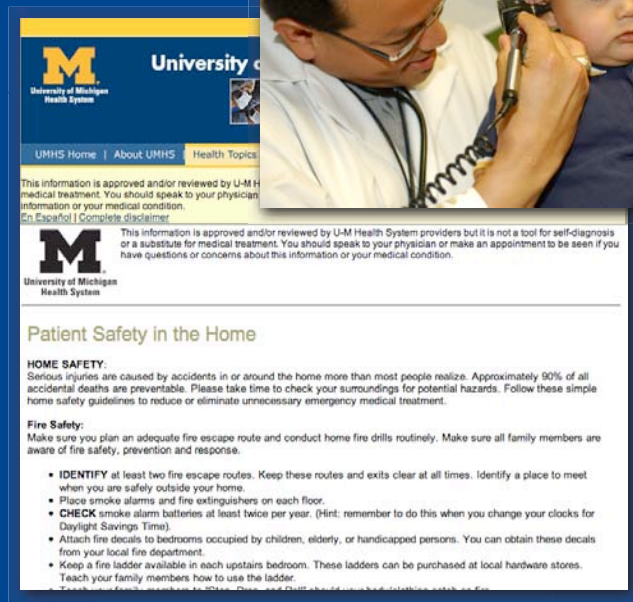 M
University of Michigan
Health System
University
UMHS Home | About UMHS | Health Topics
This information is approved and/or reviewed by U-M H
medical treatment. You should speak to your physician
information or your medical condition.
En Español | Complete disclaimer
M
University of Michigan
Health System
This information is approved and/or reviewed by U-M Health System providers but it is not a tool for self-diagnosis
or a substitute for medical treatment. You should speak to your physician or make an appointment to be seen if you
have questions or concerns about this information or your medical condition.
Patient Safety in the Home
HOME SAFETY:
Serious injuries are caused by accidents in or around the home more than most people realize. Approximately 90% of all
accidental deaths are preventable. Please take time to check your surroundings for potential hazards. Follow these simple
home safety guidelines to reduce or eliminate unnecessary emergency medical treatment.
Fire Safety:
Make sure you plan an adequate fire escape route and conduct home fire drills routinely. Make sure all family members are
aware of fire safety, prevention and response.
• IDENTIFY at least two fire escape routes. Keep these routes and exits clear at all times. Identify a place to meet
when you are safely outside your home.
• Place smoke alarms and fire extinguishers on each floor.
• CHECK smoke alarm batteries at least twice per year. (Hint: remember to do this when you change your clocks for
Daylight Savings Time).
• Attach fire decals to bedrooms occupied by children, elderly, or handicapped persons. You can obtain these decals
from your local fire department.
• Keep a fire ladder available in each upstairs bedroom. These ladders can be purchased at local hardware stores.
Teach your family members how to use the ladder.